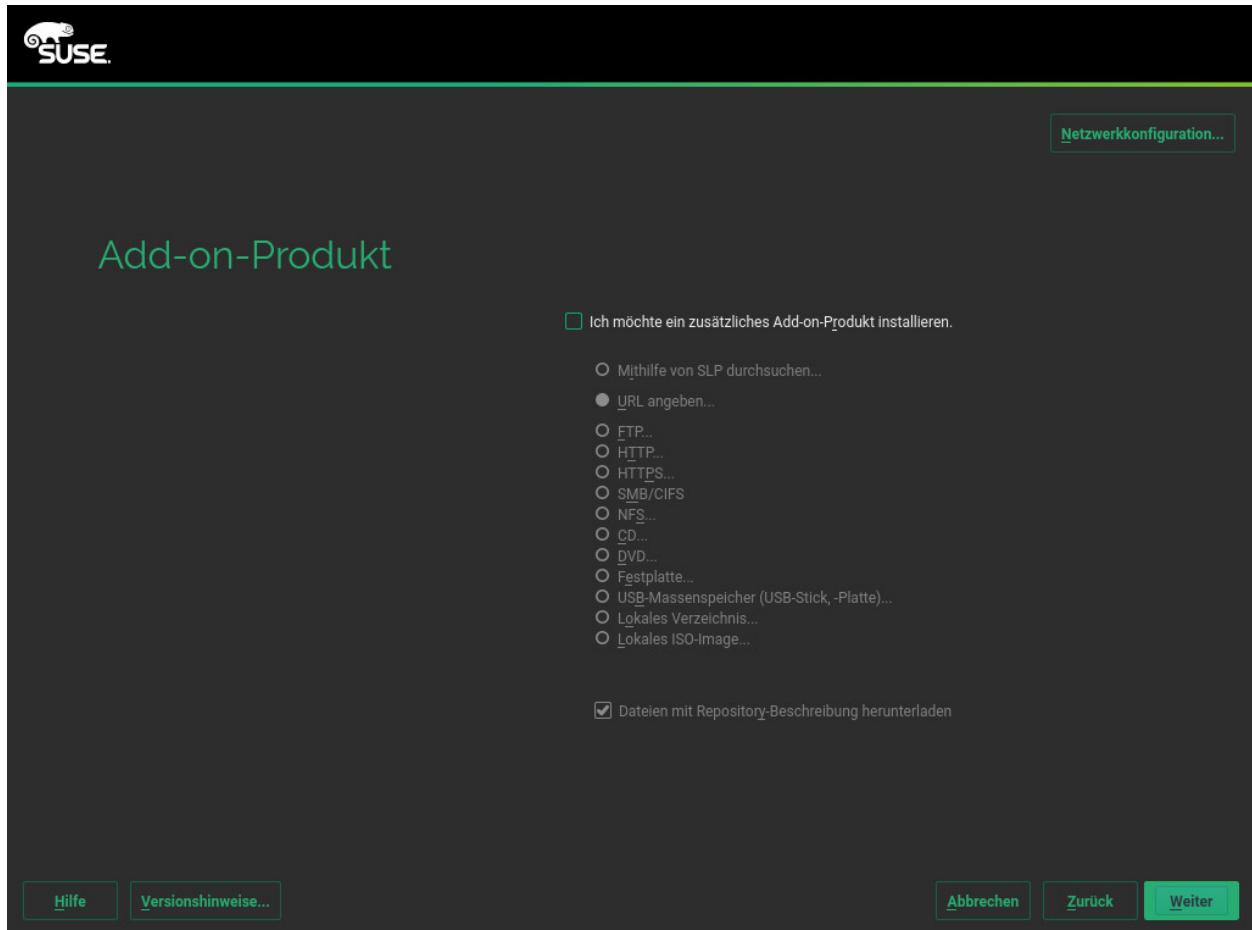 SUSE.
Netzwerkkonfiguration...
Add-on-Produkt
Ich möchte ein zusätzliches Add-on-Produkt installieren.
Mithilfe von SLP durchsuchen...
URL angeben...
FTP...
HTTP...
HTTPS...
SMB/CIFS
NFS...
CD...
DVD...
Festplatte...
USB-Massenspeicher (USB-Stick, -Platte)...
Lokales Verzeichnis...
Lokales ISO-Image...
Dateien mit Repository-Beschreibung herunterladen
Hilfe Versionshinweise... Abbrechen Zurück Weiter